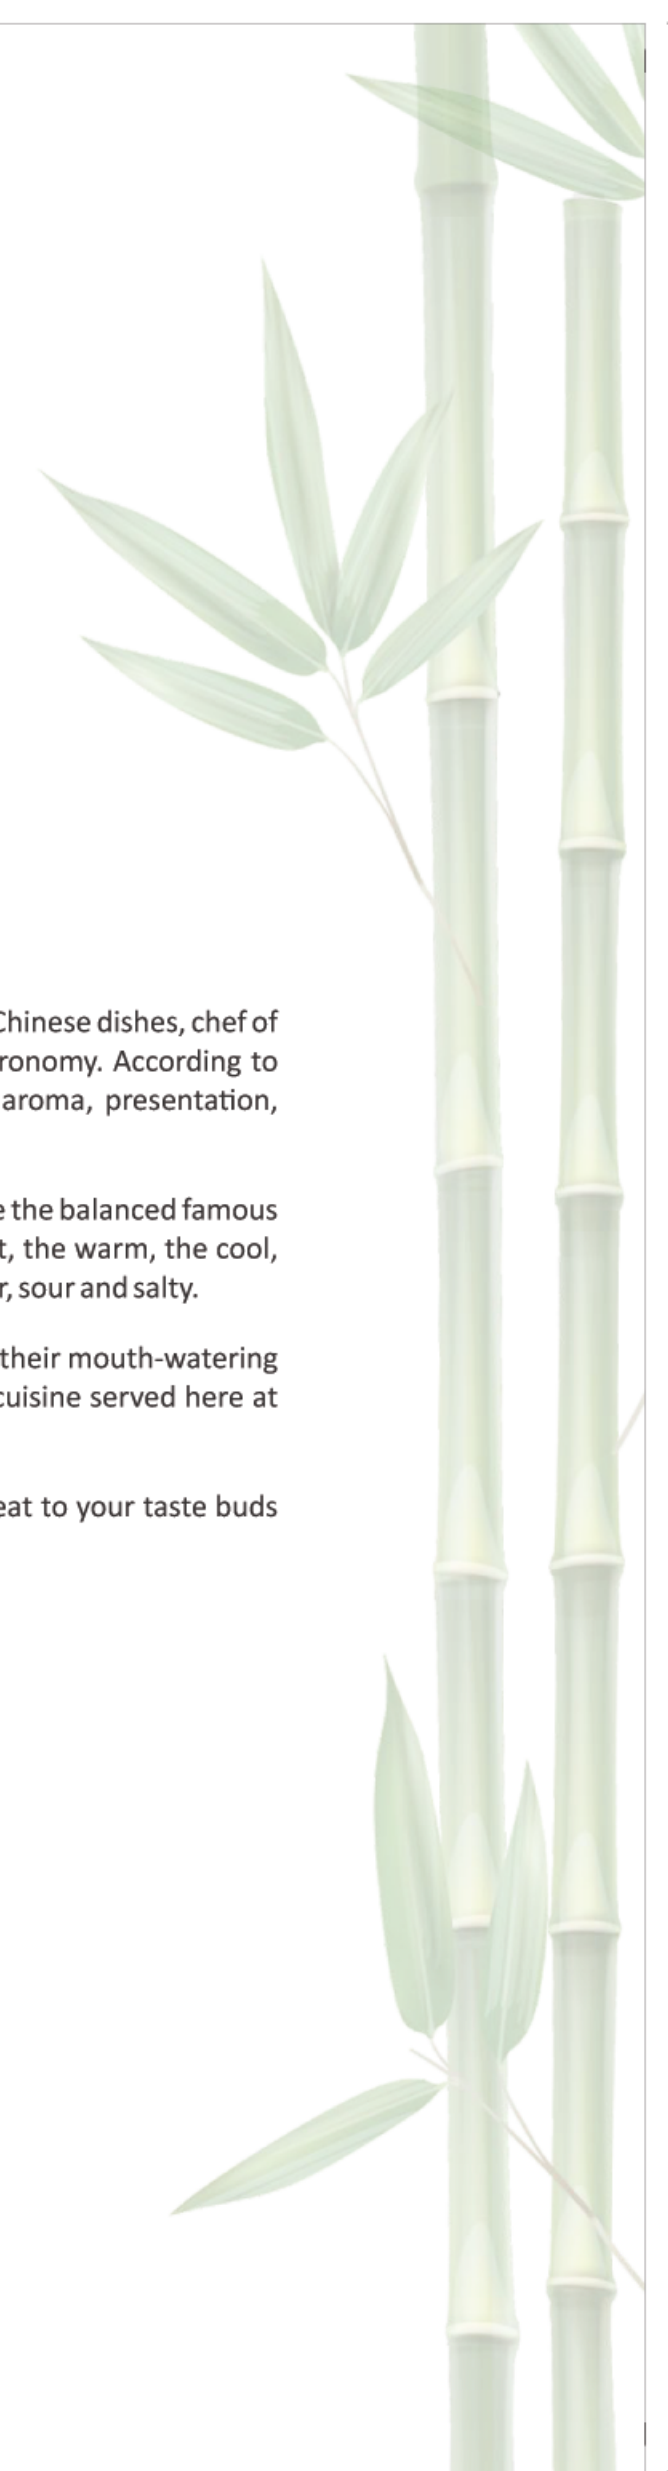 Chinese dishes, chef of
ronomy. According to
aroma, presentation,
e the balanced famous
t, the warm, the cool,
r, sour and salty.
their mouth-watering
cuisine served here at
eat to your taste buds